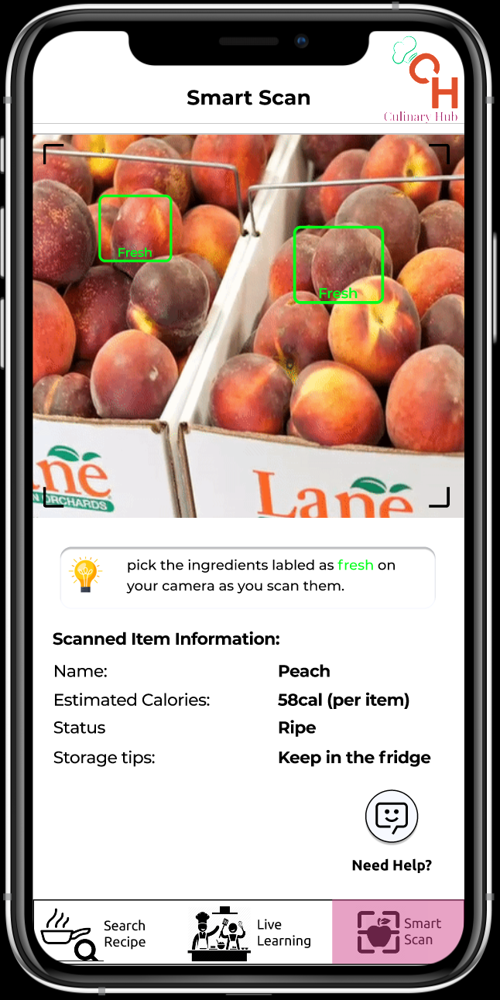 CH
Culinary Hub
Smart Scan
Fresh
Fresh
ane
ORCHARDS
Lane
pick the ingredients labled as fresh on
your camera as you scan them.
Scanned Item Information:
Name: Peach
Estimated Calories: 58cal (per item)
Status Ripe
Storage tips: Keep in the fridge
Need Help?
Search
Recipe
Live
Learning
Smart
Scan